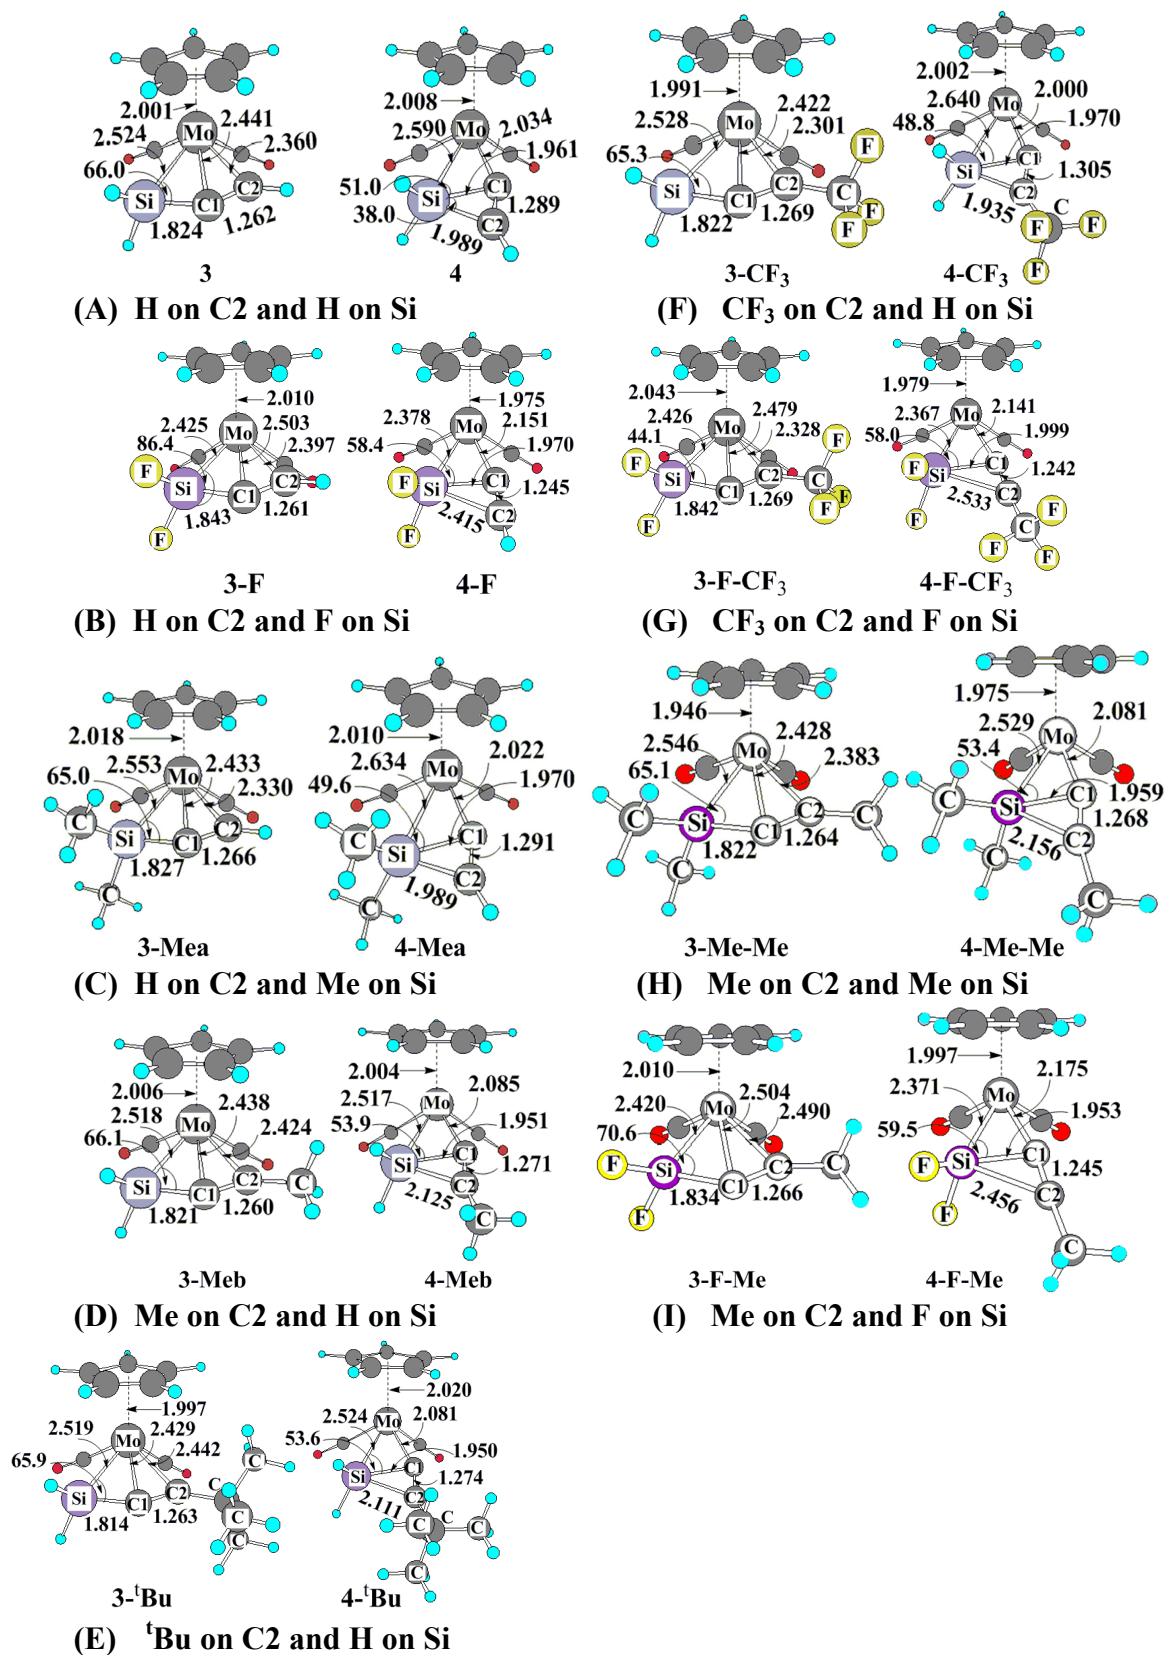 2.001
2.524
2.441
2.360
66.0
Mo
Si
C1
C2
1.824
1.262
3
2.008
2.590
2.034
1.961
51.0
38.0
Mo
Si
C1
C2
1.289
1.989
4
(A) H on C2 and H on Si
1.991
2.528
2.422
2.301
65.3
Mo
Si
C1
C2
C
F
F
F
1.822
1.269
3-CF₃
2.002
2.640
2.000
1.970
48.8
Mo
Si
C1
C2
C
F
F
F
1.305
1.935
4-CF₃
(F) CF₃ on C2 and H on Si
2.010
2.425
2.503
2.397
86.4
Mo
F
Si
C1
C2
F
1.843
1.261
3-F
1.975
2.378
2.151
1.970
58.4
Mo
F
Si
C1
C2
F
1.245
2.415
4-F
(B) H on C2 and F on Si
2.043
2.426
2.479
2.328
44.1
Mo
F
Si
C1
C2
C
F
F
F
F
1.842
1.269
3-F-CF₃
1.979
2.367
2.141
1.999
58.0
Mo
F
Si
C1
C2
C
F
F
F
F
1.242
2.533
4-F-CF₃
(G) CF₃ on C2 and F on Si
2.018
2.553
2.433
2.330
65.0
Mo
C
Si
C1
C2
C
1.827
1.266
3-Mea
2.010
2.634
2.022
1.970
49.6
Mo
C
Si
C1
C2
C
1.291
1.989
4-Mea
(C) H on C2 and Me on Si
1.946
2.546
2.428
2.383
65.1
Mo
C
Si
C1
C2
C
C
1.822
1.264
3-Me-Me
1.975
2.529
2.081
1.959
53.4
Mo
C
Si
C1
C2
C
C
1.268
2.156
4-Me-Me
(H) Me on C2 and Me on Si
2.006
2.518
2.438
2.424
66.1
Mo
Si
C1
C2
C
1.821
1.260
3-Meb
2.004
2.517
2.085
1.951
53.9
Mo
Si
C1
C2
C
1.271
2.125
4-Meb
(D) Me on C2 and H on Si
2.010
2.420
2.504
2.490
70.6
Mo
F
Si
C1
C2
C
F
1.834
1.266
3-F-Me
1.997
2.371
2.175
1.953
59.5
Mo
F
Si
C1
C2
C
F
1.245
2.456
4-F-Me
(I) Me on C2 and F on Si
1.997
2.519
2.429
2.442
65.9
Mo
Si
C1
C2
C
C
C
C
1.814
1.263
3-ᵗBu
2.020
2.524
2.081
1.950
53.6
Mo
Si
C1
C2
C
C
C
C
1.274
2.111
4-ᵗBu
(E) ᵗBu on C2 and H on Si